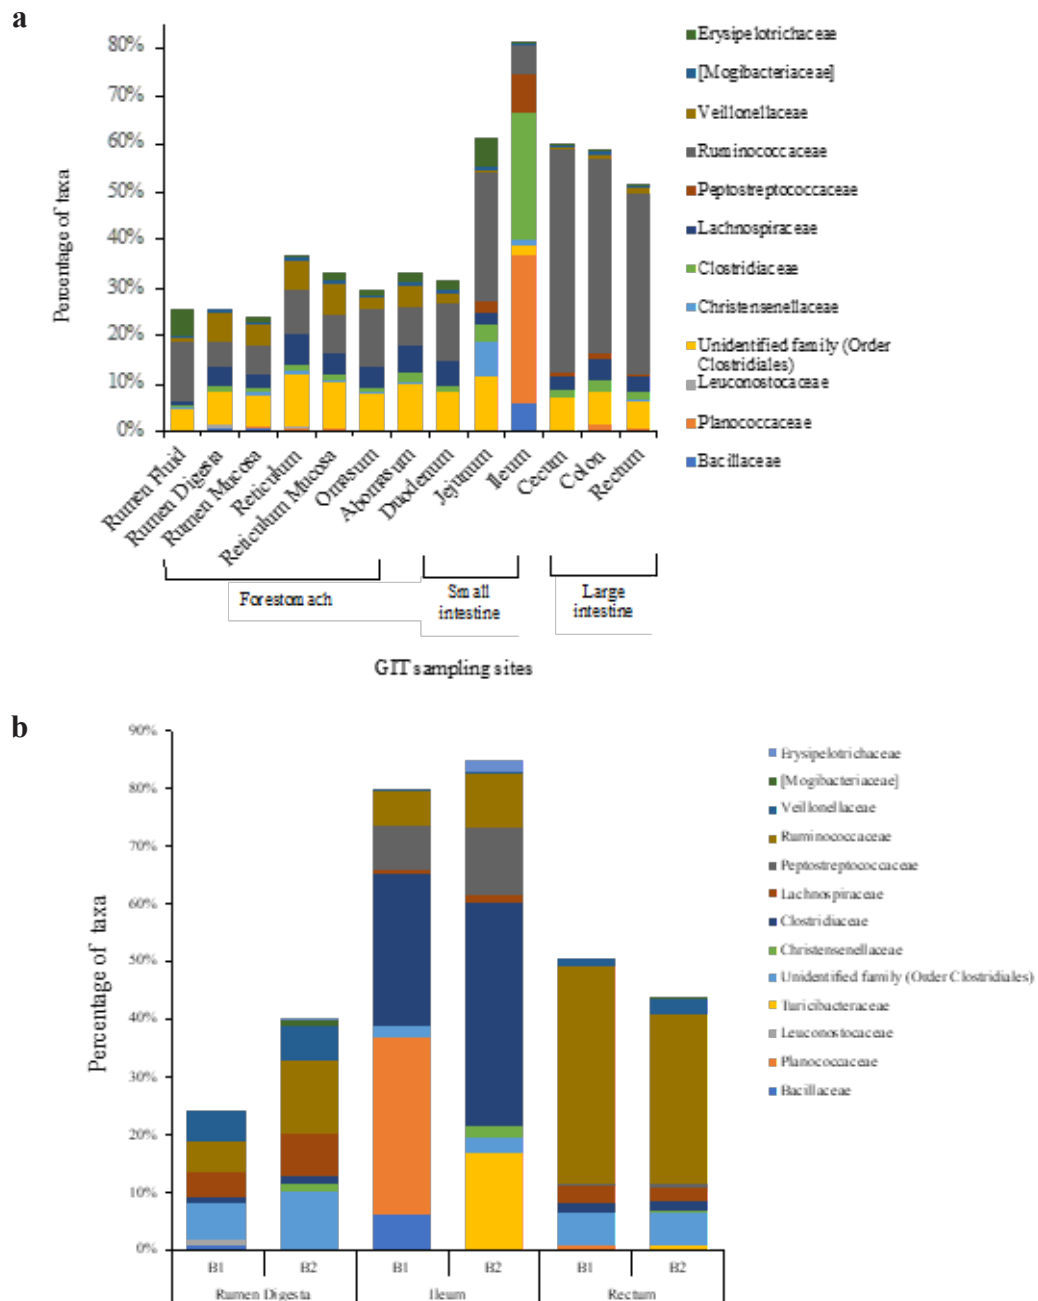 a
80%
70%
60%
50%
40%
30%
20%
10%
0%
Percentage of taxa
Erysipelotrichaceae
[Mogibacteriaceae]
Veillonellaceae
Ruminococcaceae
Peptostreptococcaceae
Lachnospiraceae
Clostridiaceae
Christensenellaceae
Unidentified family (Order
Clostridiales)
Leuconostocaceae
Planococcaceae
Bacillaceae
Rumen Fluid
Rumen Digesta
Rumen Mucosa
Reticulum
Reticulum Mucosa
Omasum
Abomasum
Duodenum
Jejunum
Ileum
Cecum
Colon
Rectum
Forestomach
Small
intestine
Large
intestine
GIT sampling sites
b
90%
80%
70%
60%
50%
40%
30%
20%
10%
0%
Percentage of taxa
Erysipelotrichaceae
[Mogibacteriaceae]
Veillonellaceae
Ruminococcaceae
Peptostreptococcaceae
Lachnospiraceae
Clostridiaceae
Christensenellaceae
Unidentified family (Order Clostridiales)
Turicibacteraceae
Leuconostocaceae
Planococcaceae
Bacillaceae
B1 B2 B1 B2 B1 B2
Rumen Digesta Ileum Rectum